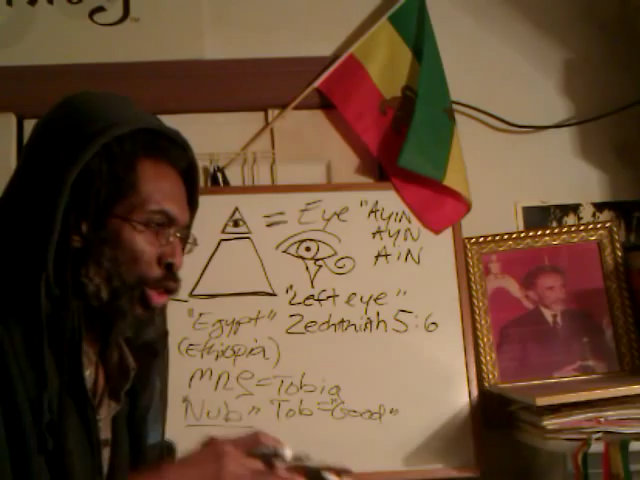 = Eye "AYIN
AYN
AiN
"Left eye"
"Egypt" Zechariah 5:6
(Ethiopia)
= Tobia
"Nub" Tob = "Good"